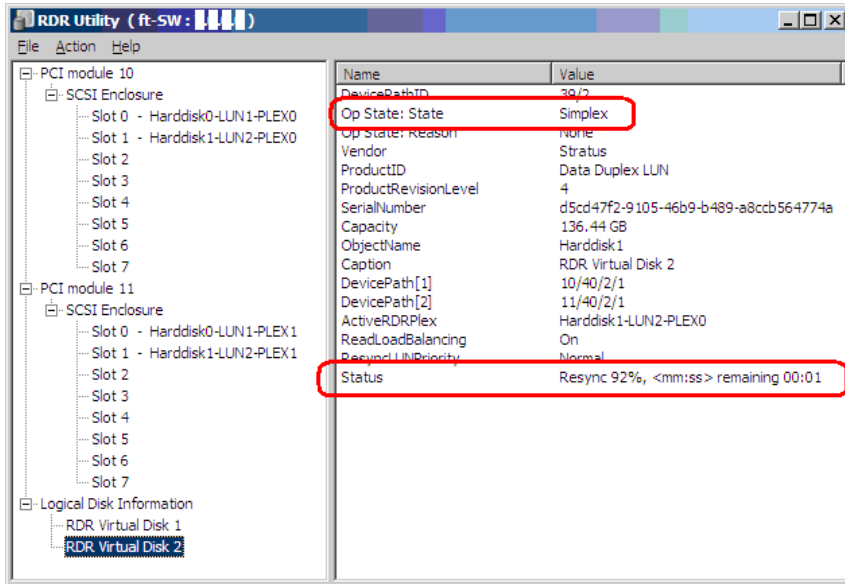 RDR Utility ( ft-SW : )
File Action Help
PCI module 10
SCSI Enclosure
Slot 0 - Harddisk0-LUN1-PLEX0
Slot 1 - Harddisk1-LUN2-PLEX0
Slot 2
Slot 3
Slot 4
Slot 5
Slot 6
Slot 7
PCI module 11
SCSI Enclosure
Slot 0 - Harddisk0-LUN1-PLEX1
Slot 1 - Harddisk1-LUN2-PLEX1
Slot 2
Slot 3
Slot 4
Slot 5
Slot 6
Slot 7
Logical Disk Information
RDR Virtual Disk 1
RDR Virtual Disk 2
Name Value
DevicePathID 39/2
Op State: State Simplex
Op State: Reason None
Vendor Stratus
ProductID Data Duplex LUN
ProductRevisionLevel 4
SerialNumber d5cd47f2-9105-46b9-b489-a8ccb564774a
Capacity 136.44 GB
ObjectName Harddisk1
Caption RDR Virtual Disk 2
DevicePath[1] 10/40/2/1
DevicePath[2] 11/40/2/1
ActiveRDRPlex Harddisk1-LUN2-PLEX0
ReadLoadBalancing On
ResyncLUNPriority Normal
Status Resync 92%, <mm:ss> remaining 00:01